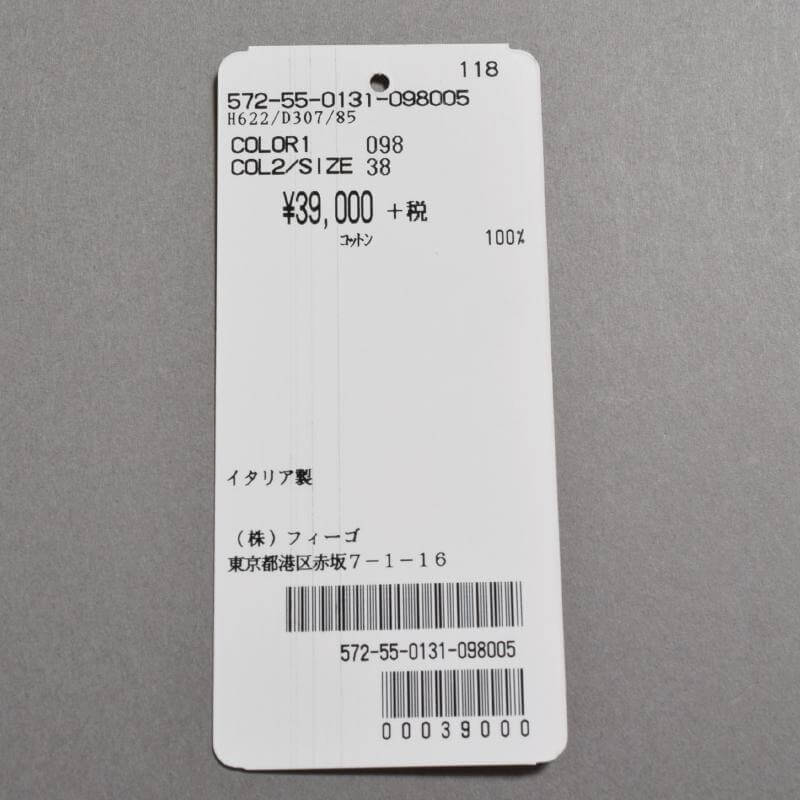 118
572-55-0131-098005
H622/D307/85
COLOR1 098
COL2/SIZE 38
¥39,000 +税
コットン 100%
イタリア製
(株)フィーゴ
東京都港区赤坂7-1-16
572-55-0131-098005
00039000